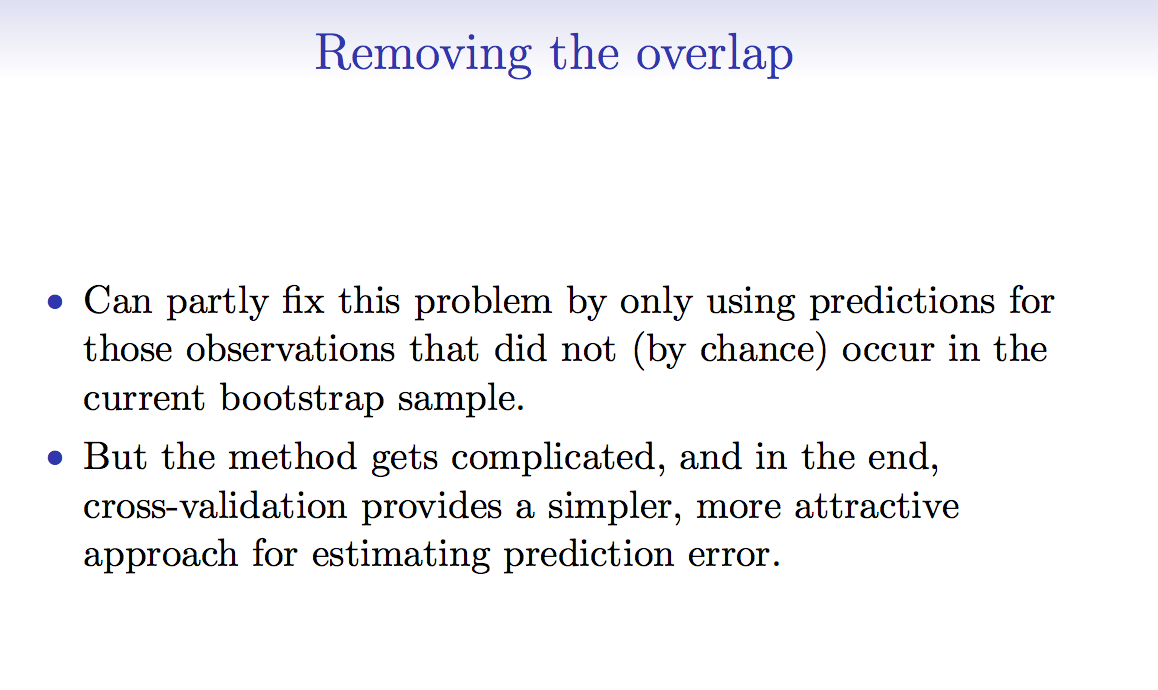 Removing the overlap
• Can partly fix this problem by only using predictions for
those observations that did not (by chance) occur in the
current bootstrap sample.
• But the method gets complicated, and in the end,
cross-validation provides a simpler, more attractive
approach for estimating prediction error.